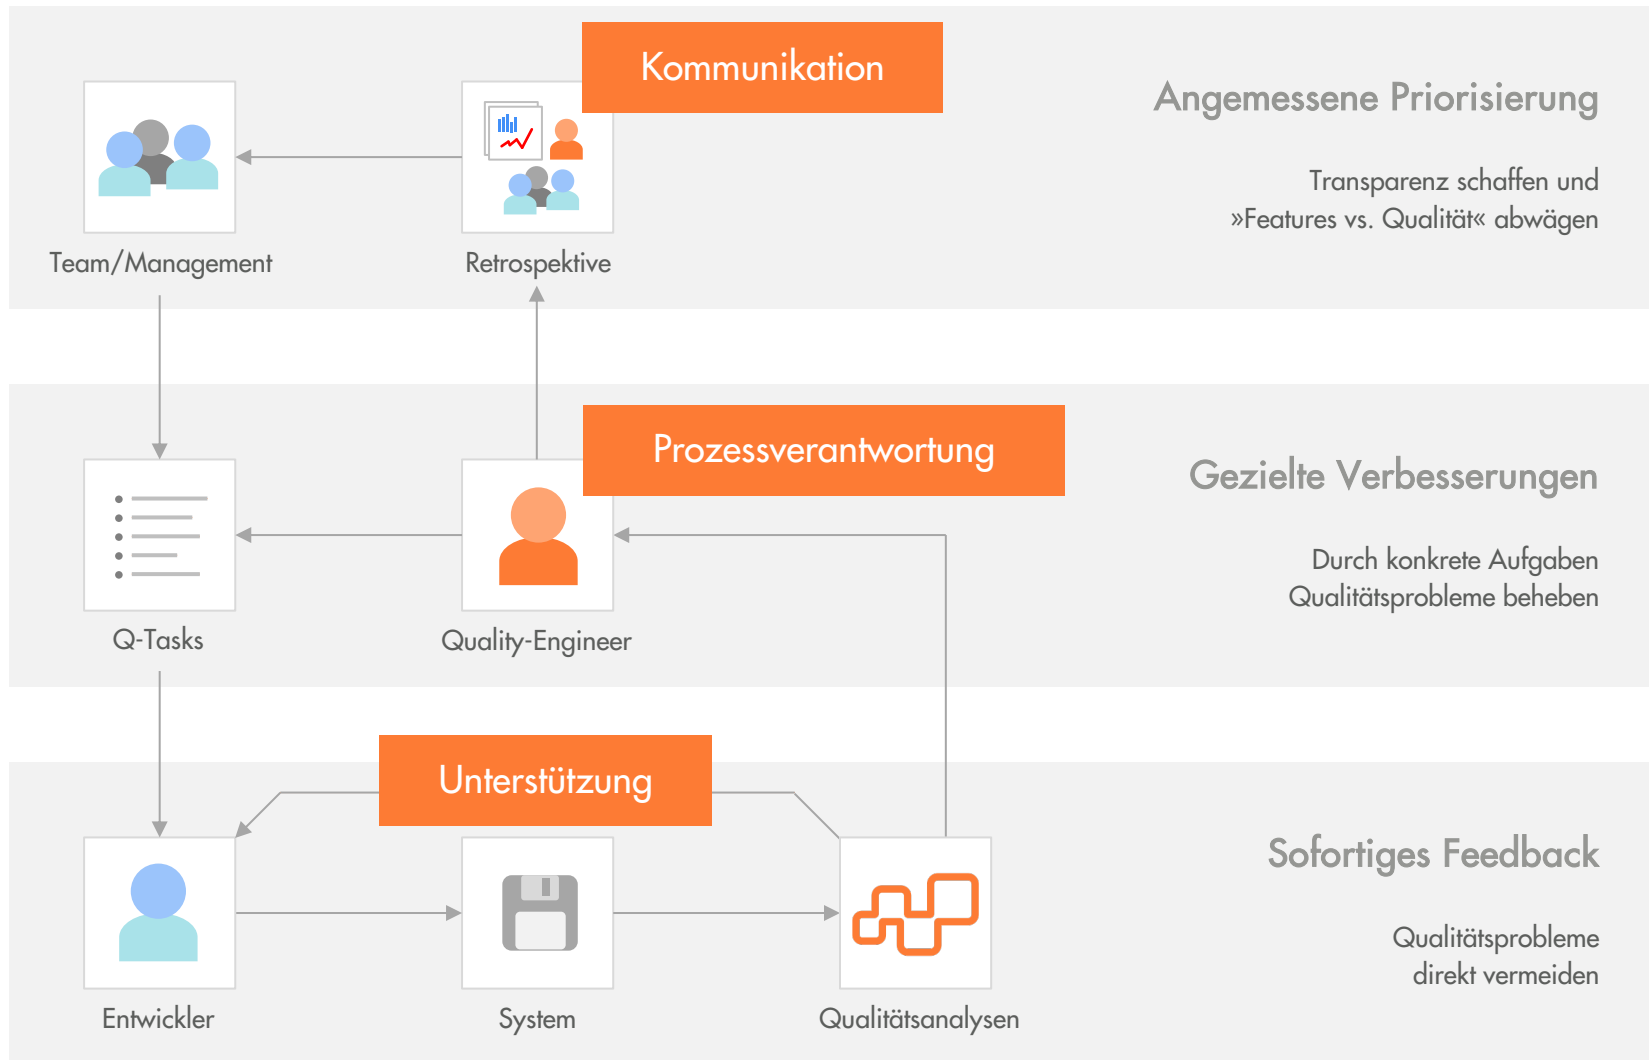 Kommunikation
Angemessene Priorisierung
Transparenz schaffen und
»Features vs. Qualität« abwägen
Team/Management
Retrospektive
Prozessverantwortung
Gezielte Verbesserungen
Durch konkrete Aufgaben
Qualitätsprobleme beheben
Q-Tasks
Quality-Engineer
Unterstützung
Sofortiges Feedback
Qualitätsprobleme
direkt vermeiden
Entwickler
System
Qualitätsanalysen